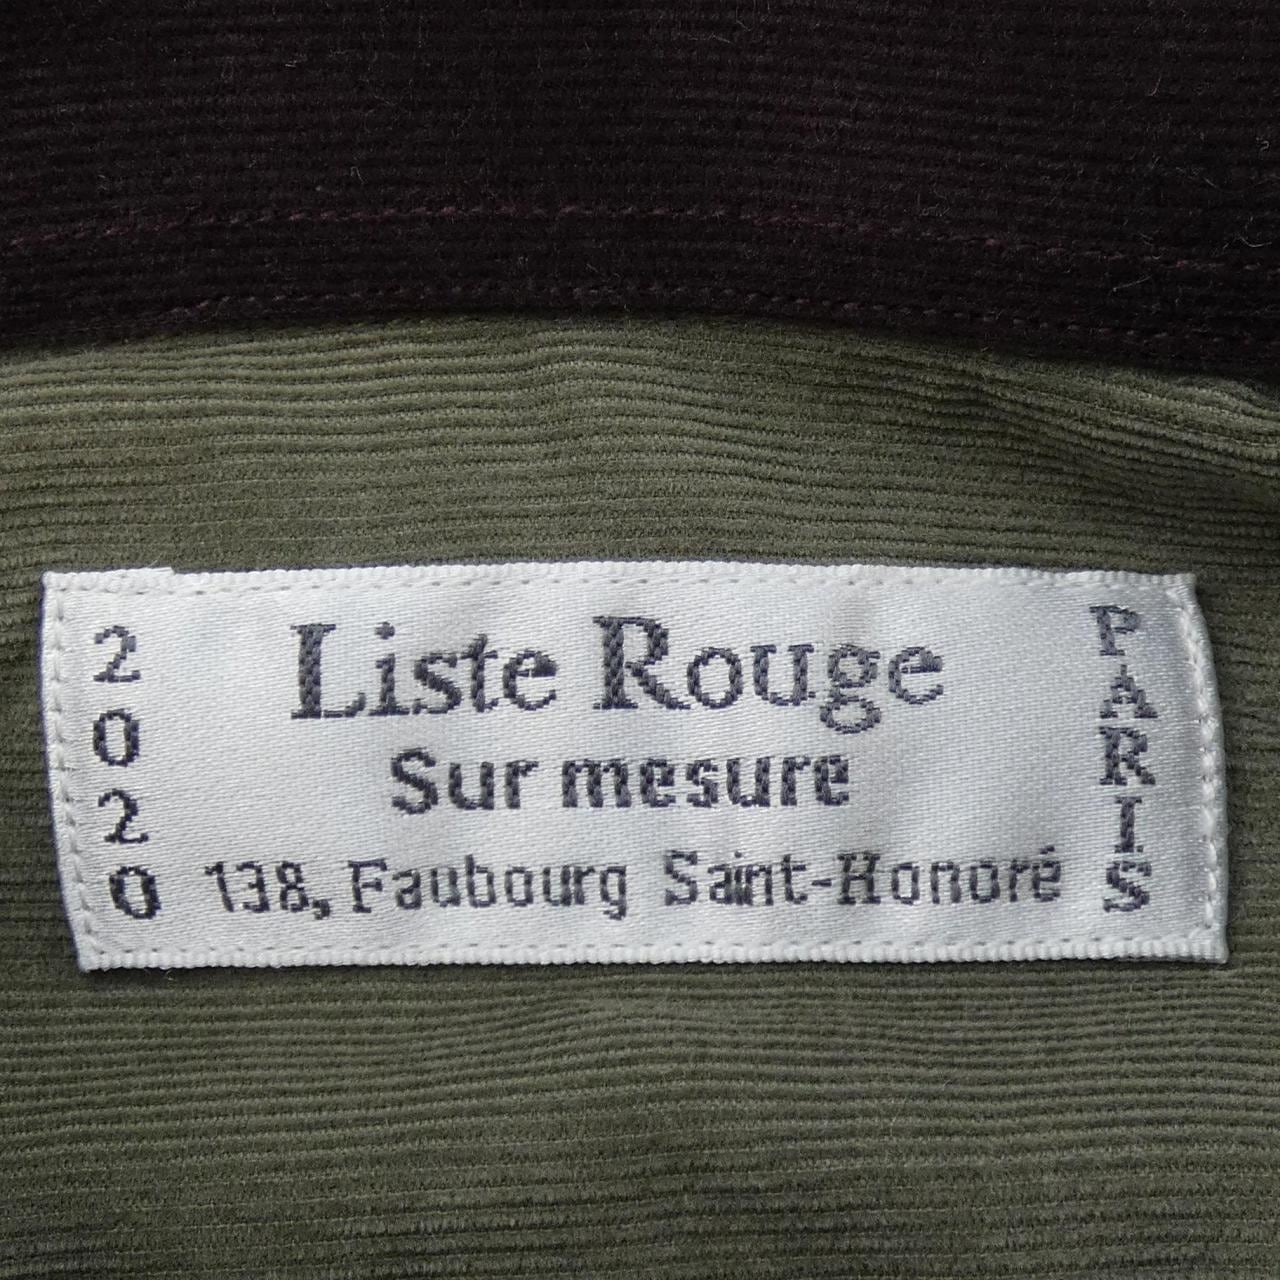 2020
Liste Rouge
Sur mesure
138, Faubourg Saint-Honoré
PARIS